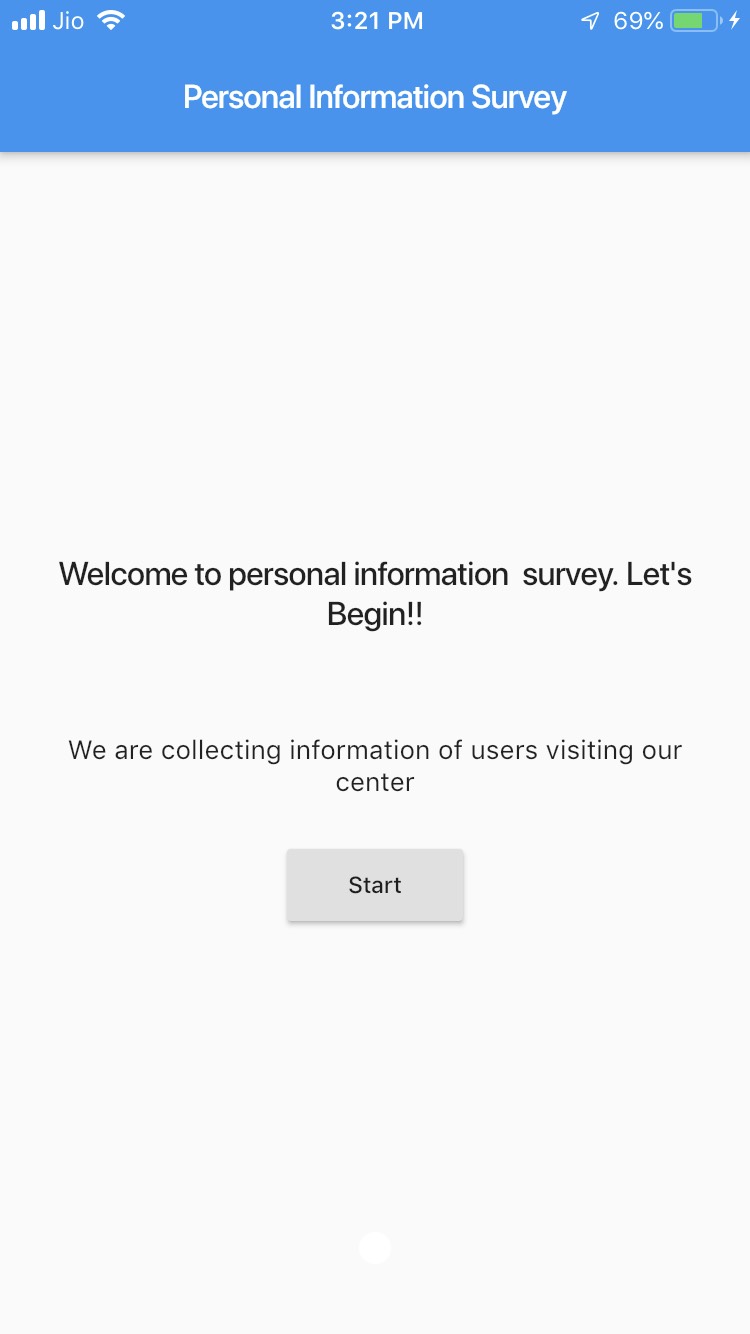 Jio 3:21 PM 69%
Personal Information Survey
Welcome to personal information  survey. Let's
Begin!!
We are collecting information of users visiting our
center
Start